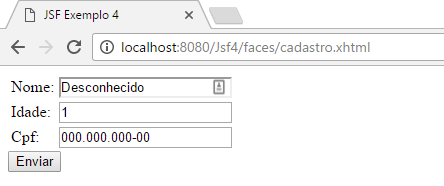 JSF Exemplo 4
localhost:8080/Jsf4/faces/cadastro.xhtml
Nome: Desconhecido
Idade: 1
Cpf: 000.000.000-00
Enviar